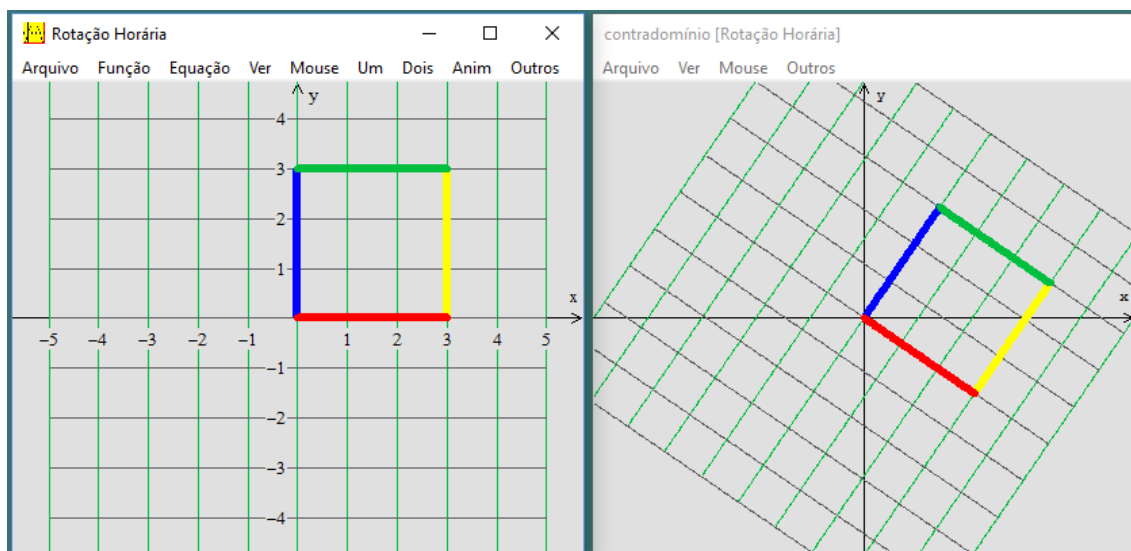 Rotação Horária
Arquivo Função Equação Ver Mouse Um Dois Anim Outros
y
4
3
2
1
x
−5 −4 −3 −2 −1 1 2 3 4 5
−1
−2
−3
−4
contradomínio [Rotação Horária]
Arquivo Ver Mouse Outros
y
x